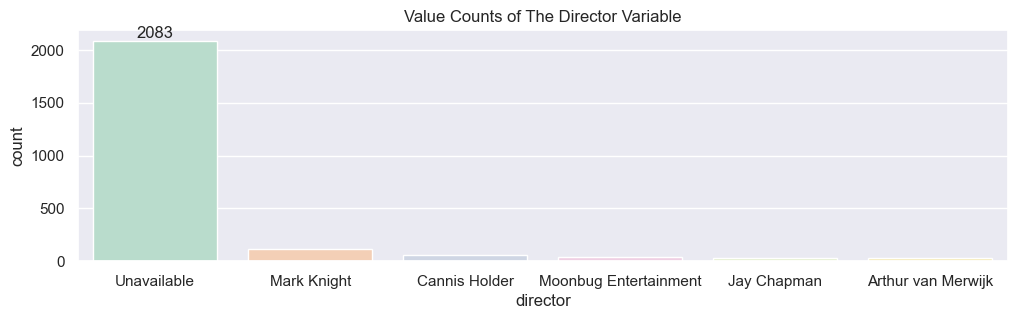 Value Counts of The Director Variable
2083
2000
1500
1000
500
0
count
Unavailable
Mark Knight
Cannis Holder
Moonbug Entertainment
Jay Chapman
Arthur van Merwijk
director